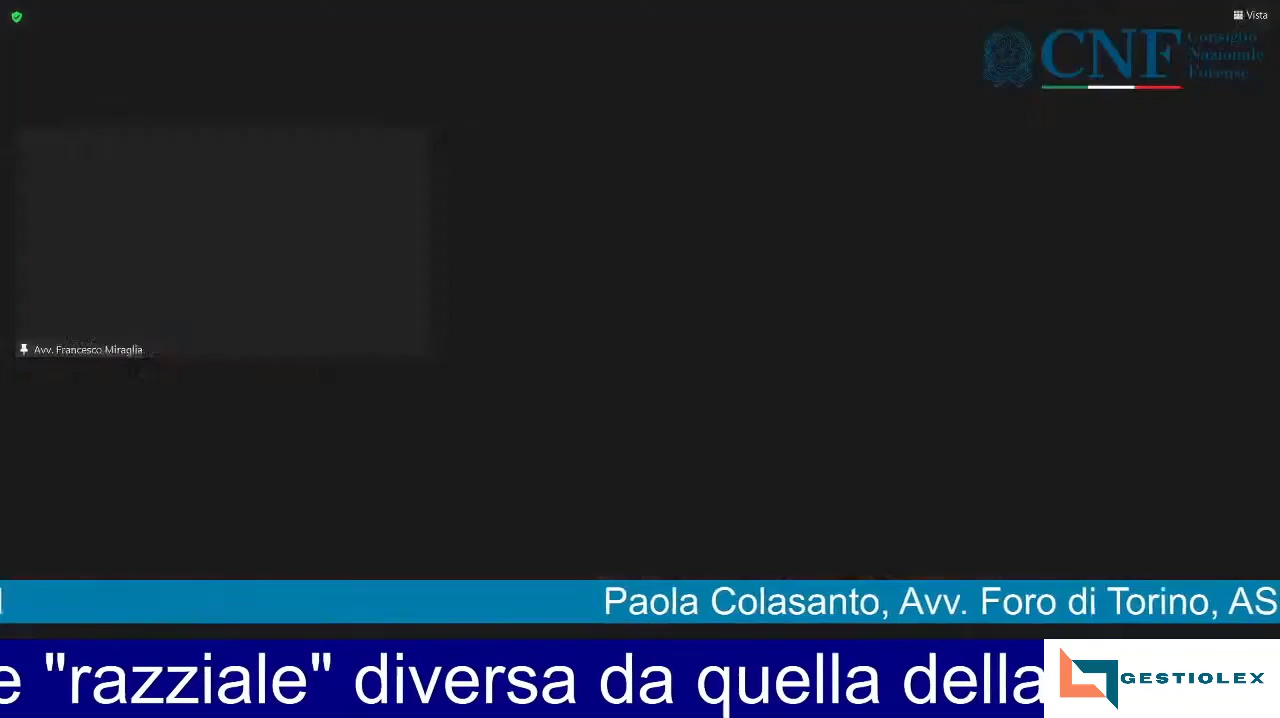 Vista
CNF
Consiglio
Nazionale
Forense
Avv. Francesco Miraglia
Paola Colasanto, Avv. Foro di Torino, AS
e "razziale" diversa da quella della
GESTIOLEX